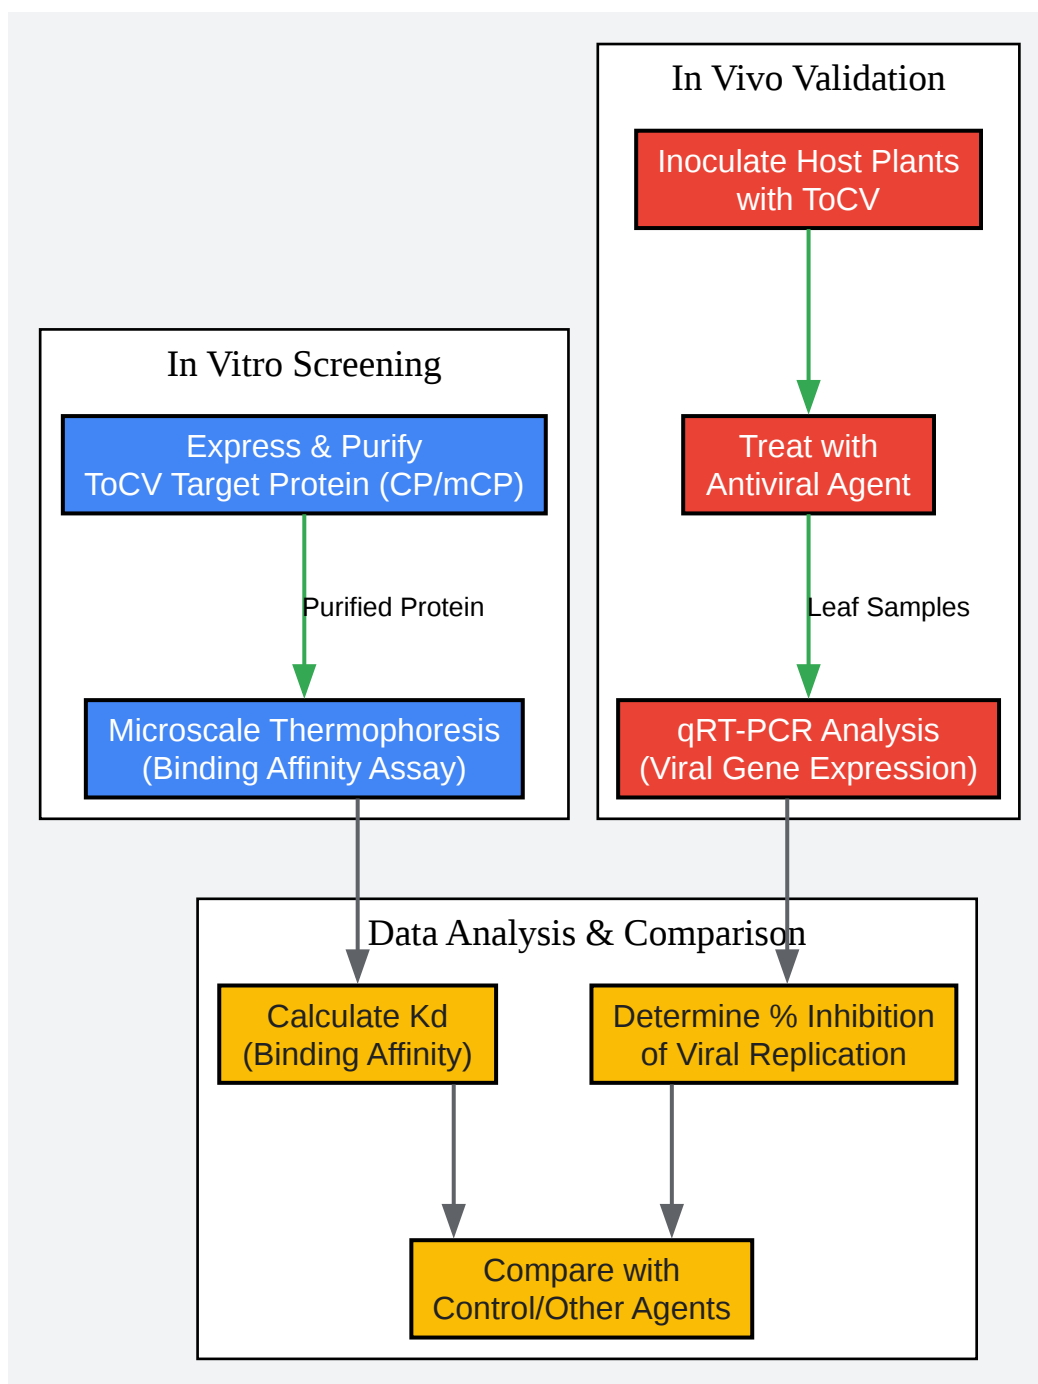 In Vivo Validation
Inoculate Host Plants
with ToCV
In Vitro Screening
Express & Purify
ToCV Target Protein (CP/mCP)
Treat with
Antiviral Agent
Purified Protein
Leaf Samples
Microscale Thermophoresis
(Binding Affinity Assay)
qRT-PCR Analysis
(Viral Gene Expression)
Data Analysis & Comparison
Calculate Kd
(Binding Affinity)
Determine % Inhibition
of Viral Replication
Compare with
Control/Other Agents